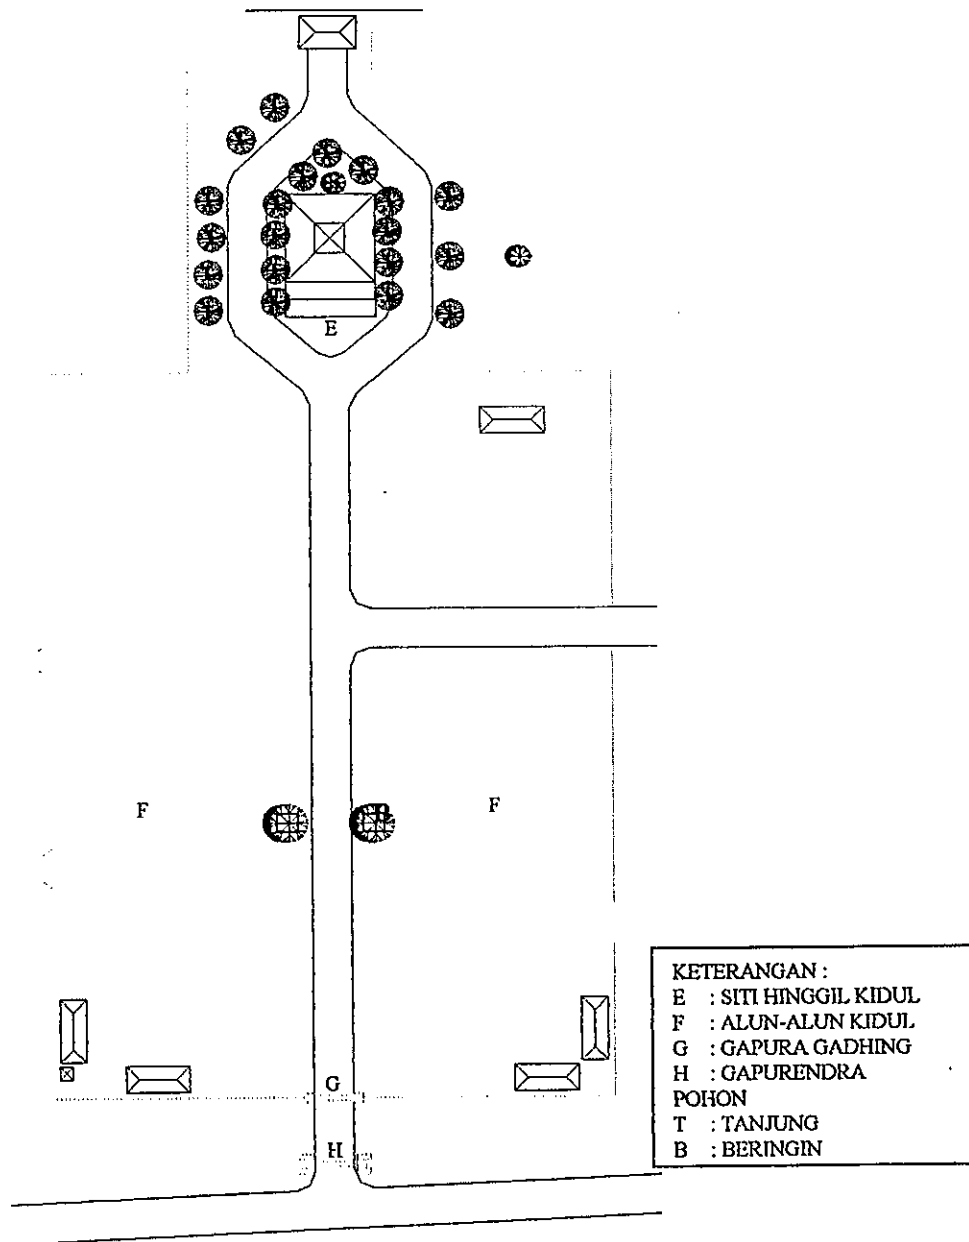 E
F
F
B
G
H
KETERANGAN :
E : SITI HINGGIL KIDUL
F : ALUN-ALUN KIDUL
G : GAPURA GADHING
H : GAPURENDRA
POHON
T : TANJUNG
B : BERINGIN